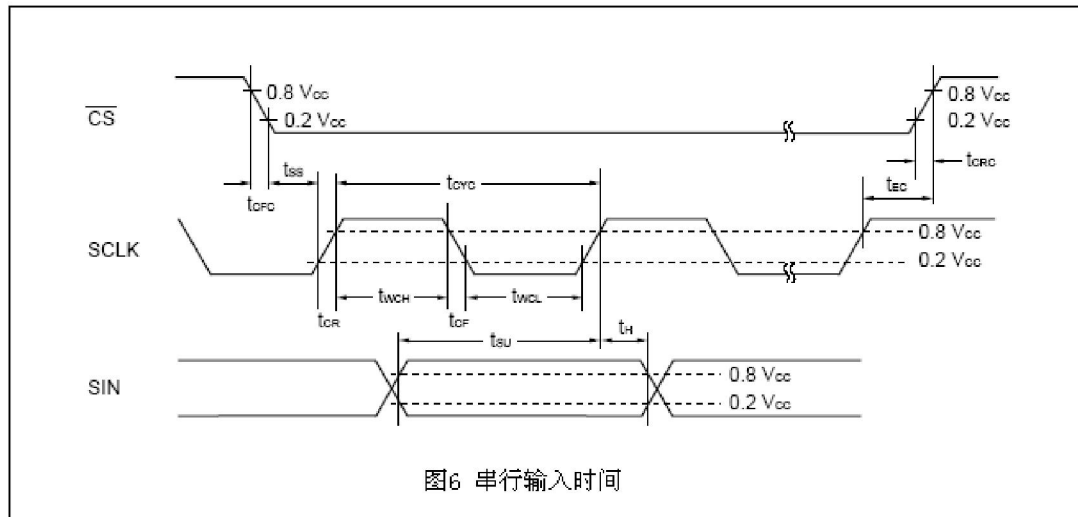 0.8 Vcc
0.8 Vcc
CS
0.2 Vcc
0.2 Vcc
tCRC
tSS
tCYC
tEC
tCFC
0.8 Vcc
SCLK
0.2 Vcc
tWCH
tWCL
tCR
tCF
tSU
tH
0.8 Vcc
SIN
0.2 Vcc
图6 串行输入时间